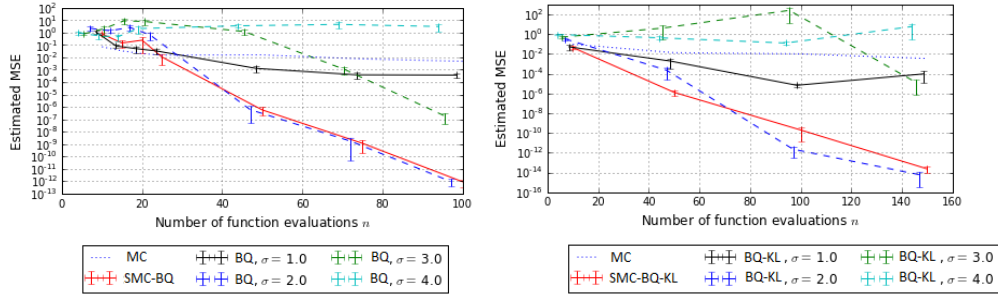 Estimated MSE
10^2
10^1
10^0
10^-1
10^-2
10^-3
10^-4
10^-5
10^-6
10^-7
10^-8
10^-9
10^-10
10^-11
10^-12
10^-13
0 20 40 60 80 100
Number of function evaluations n
MC
SMC-BQ
BQ, σ = 1.0
BQ, σ = 2.0
BQ, σ = 3.0
BQ, σ = 4.0
Estimated MSE
10^2
10^0
10^-2
10^-4
10^-6
10^-10
10^-12
10^-14
10^-16
0 20 40 60 80 100 120 140 160
Number of function evaluations n
MC
SMC-BQ-KL
BQ-KL , σ = 1.0
BQ-KL , σ = 2.0
BQ-KL , σ = 3.0
BQ-KL , σ = 4.0